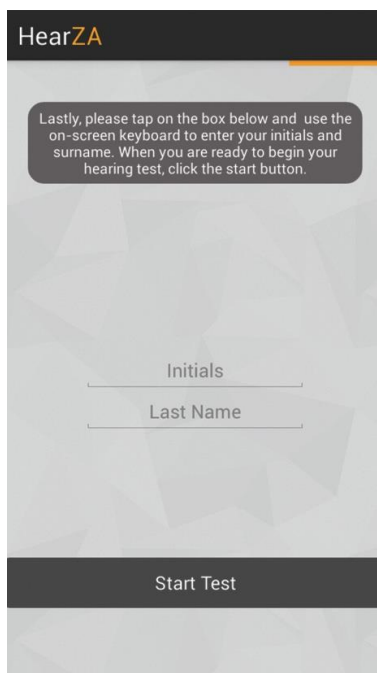 HearZA
Lastly, please tap on the box below and use the
on-screen keyboard to enter your initials and
surname. When you are ready to begin your
hearing test, click the start button.
Initials
Last Name
Start Test